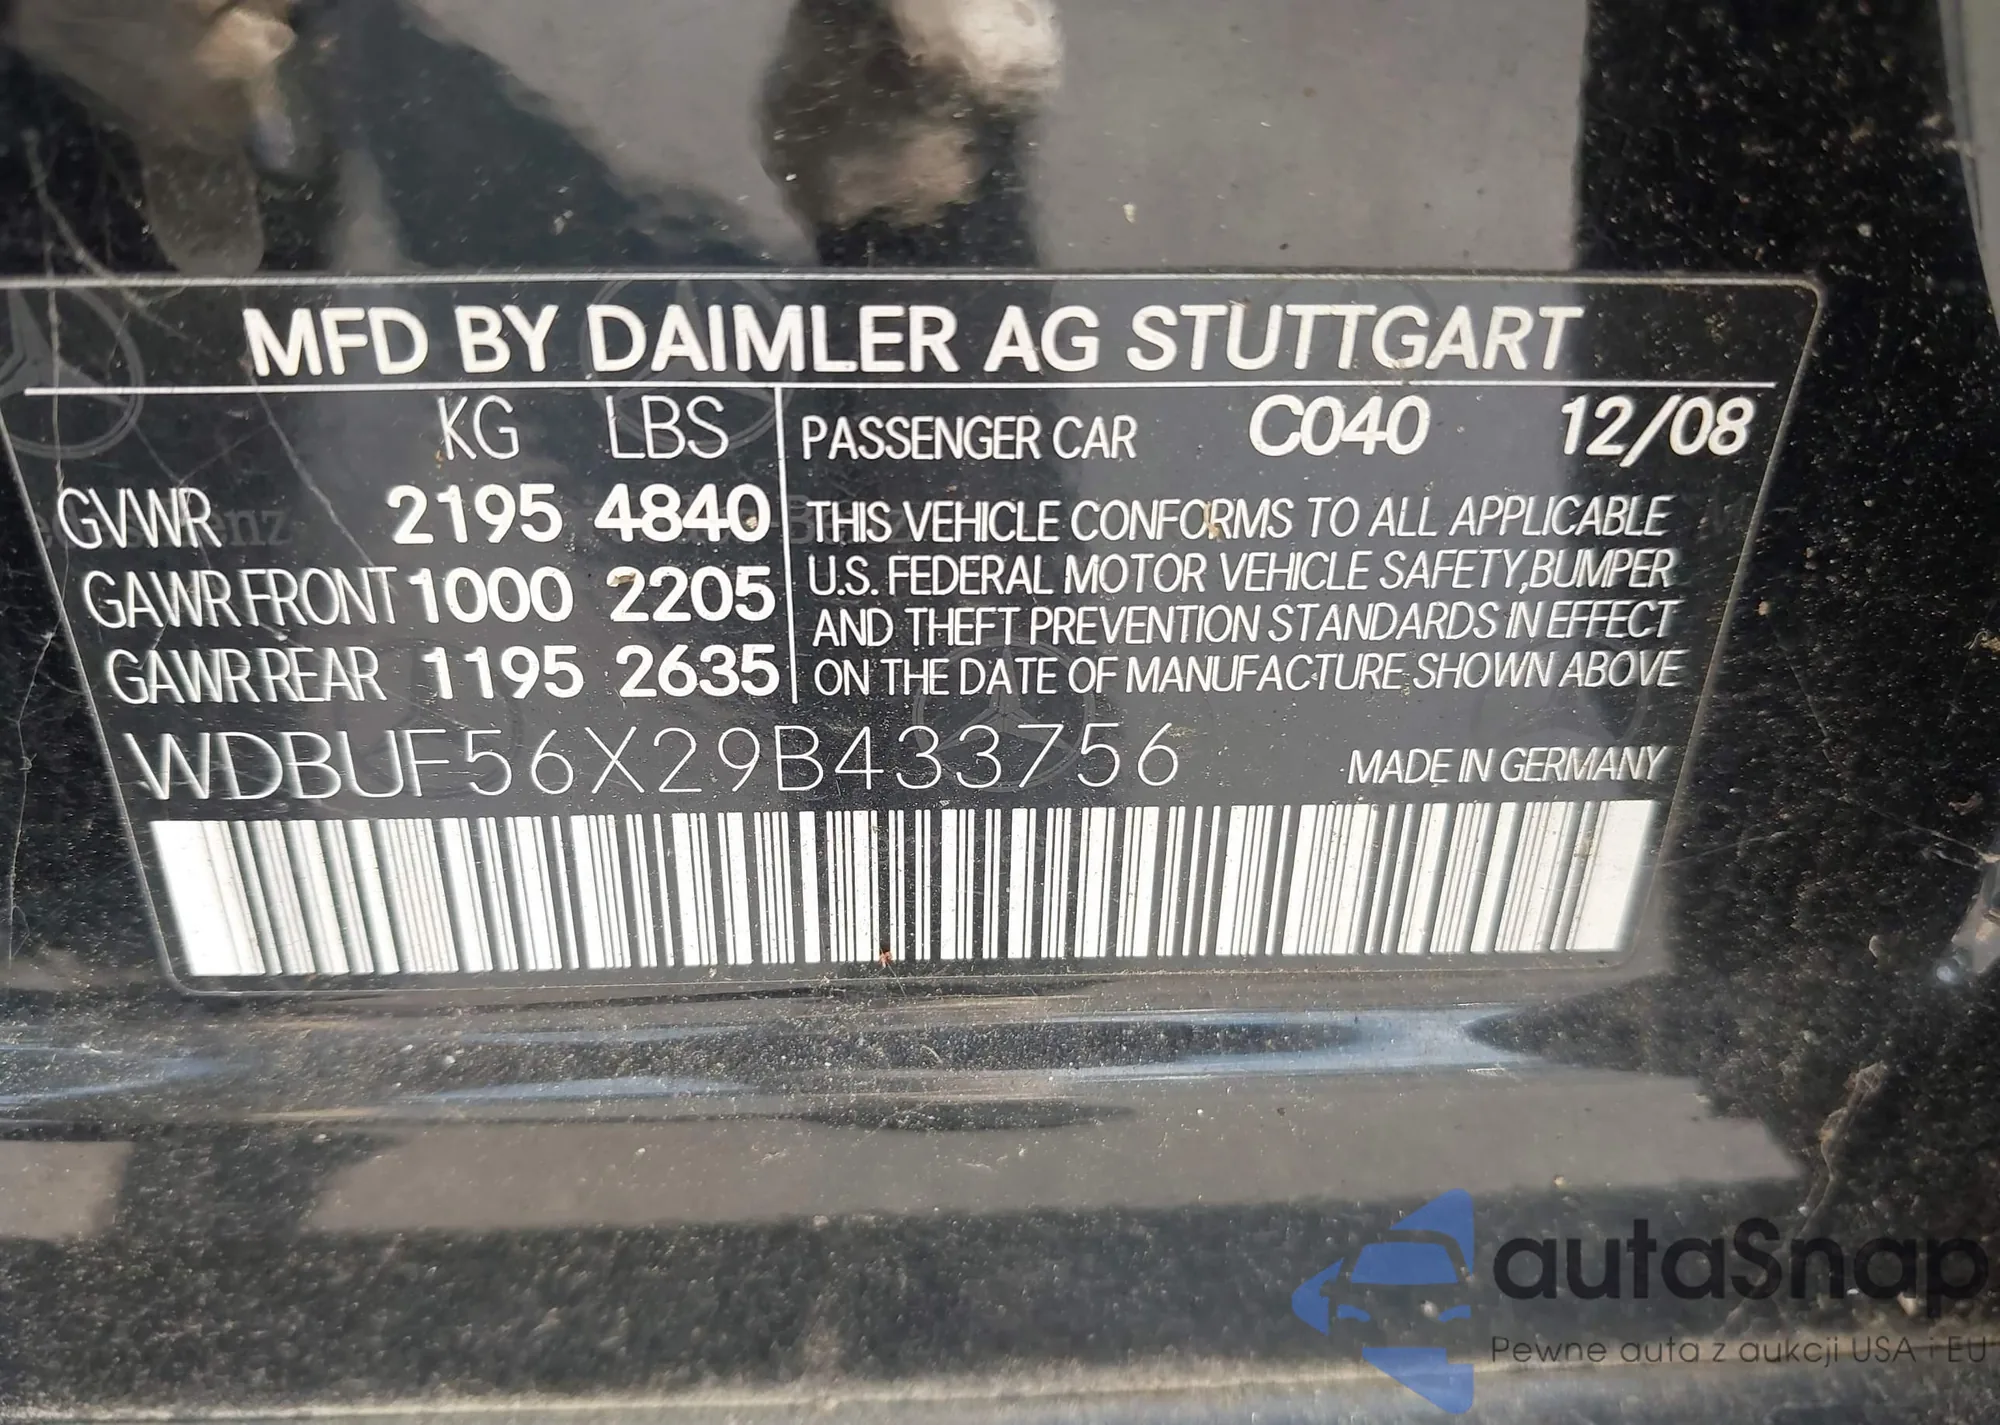 MFD BY DAIMLER AG STUTTGART
KG LBS
GVWR 2195 4840
GAWR FRONT 1000 2205
GAWR REAR 1195 2635
PASSENGER CAR C040 12/08
THIS VEHICLE CONFORMS TO ALL APPLICABLE
U.S. FEDERAL MOTOR VEHICLE SAFETY, BUMPER
AND THEFT PREVENTION STANDARDS IN EFFECT
ON THE DATE OF MANUFACTURE SHOWN ABOVE
WDBUF56X29B433756
MADE IN GERMANY
autaSnap
Pewne auta z aukcji USA i EU